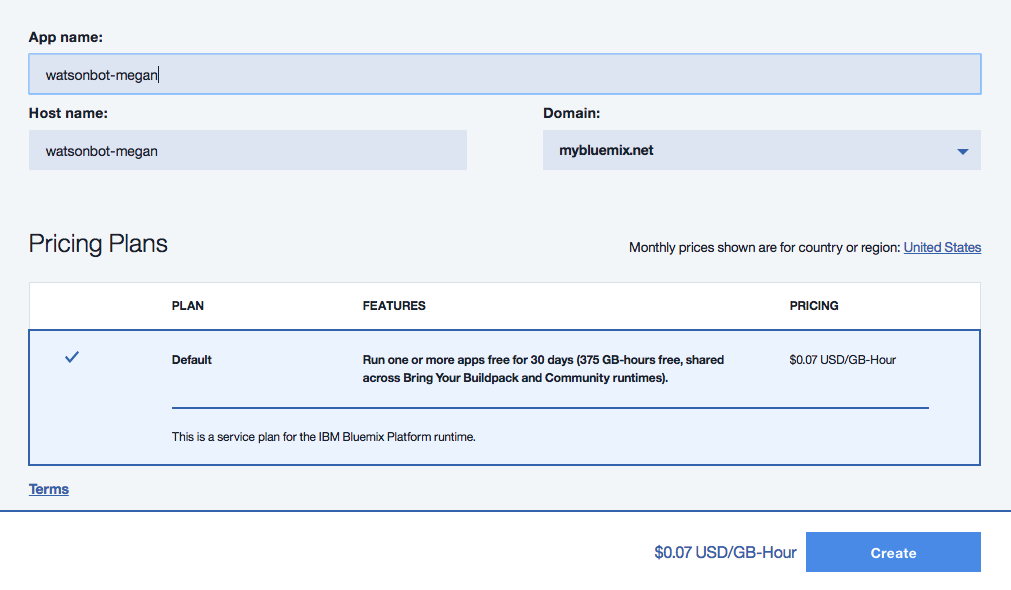 App name:
watsonbot-megan
Host name:
Domain:
watsonbot-megan
mybluemix.net
Pricing Plans
Monthly prices shown are for country or region: United States
PLAN
FEATURES
PRICING
Default
Run one or more apps free for 30 days (375 GB-hours free, shared
across Bring Your Buildpack and Community runtimes).
$0.07 USD/GB-Hour
This is a service plan for the IBM Bluemix Platform runtime.
Terms
$0.07 USD/GB-Hour
Create